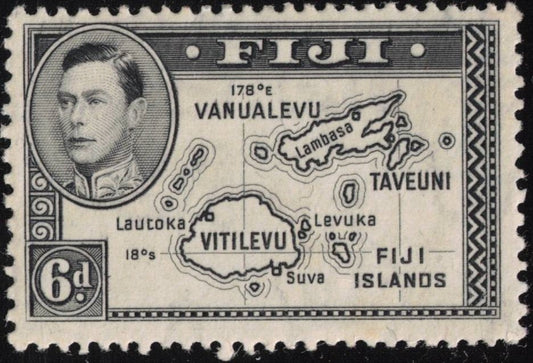 · FIJI ·
178°E
VANUALEVU
Lambasa
TAVEUNI
Lautoka
Levuka
VITILEVU
18°S
FIJI
ISLANDS
Suva
6d.